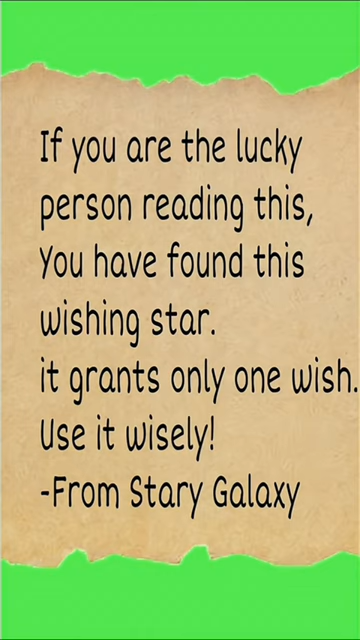 If you are the lucky
person reading this,
You have found this
wishing star.
it grants only one wish.
Use it wisely!
-From Stary Galaxy